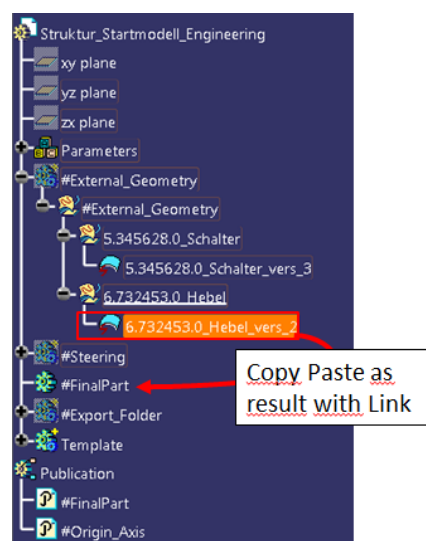 Struktur_Startmodell_Engineering
xy plane
yz plane
zx plane
Parameters
#External_Geometry
#External_Geometry
5.345628.0_Schalter
5.345628.0_Schalter_vers_3
6.732453.0_Hebel
6.732453.0_Hebel_vers_2
#Steering
Copy Paste as
result with Link
#FinalPart
#Export_Folder
Template
Publication
#FinalPart
#Origin_Axis